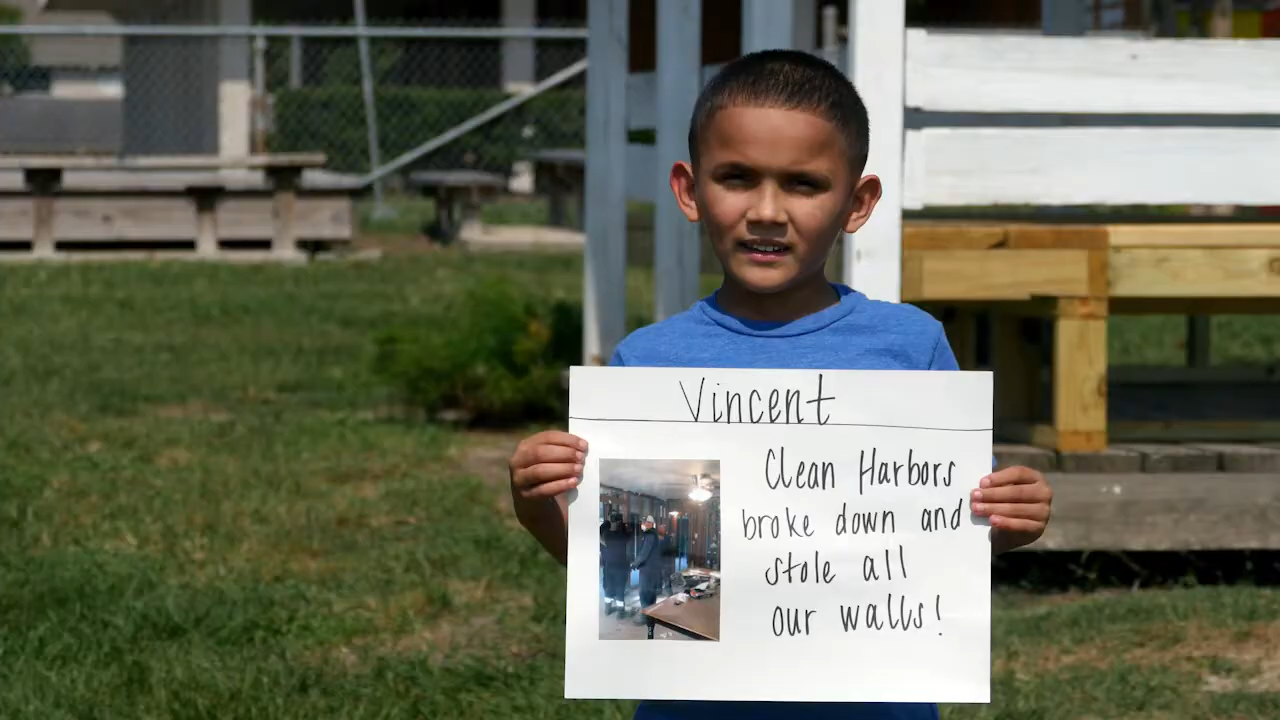 Vincent
Clean Harbors
broke down and
stole all
our walls!